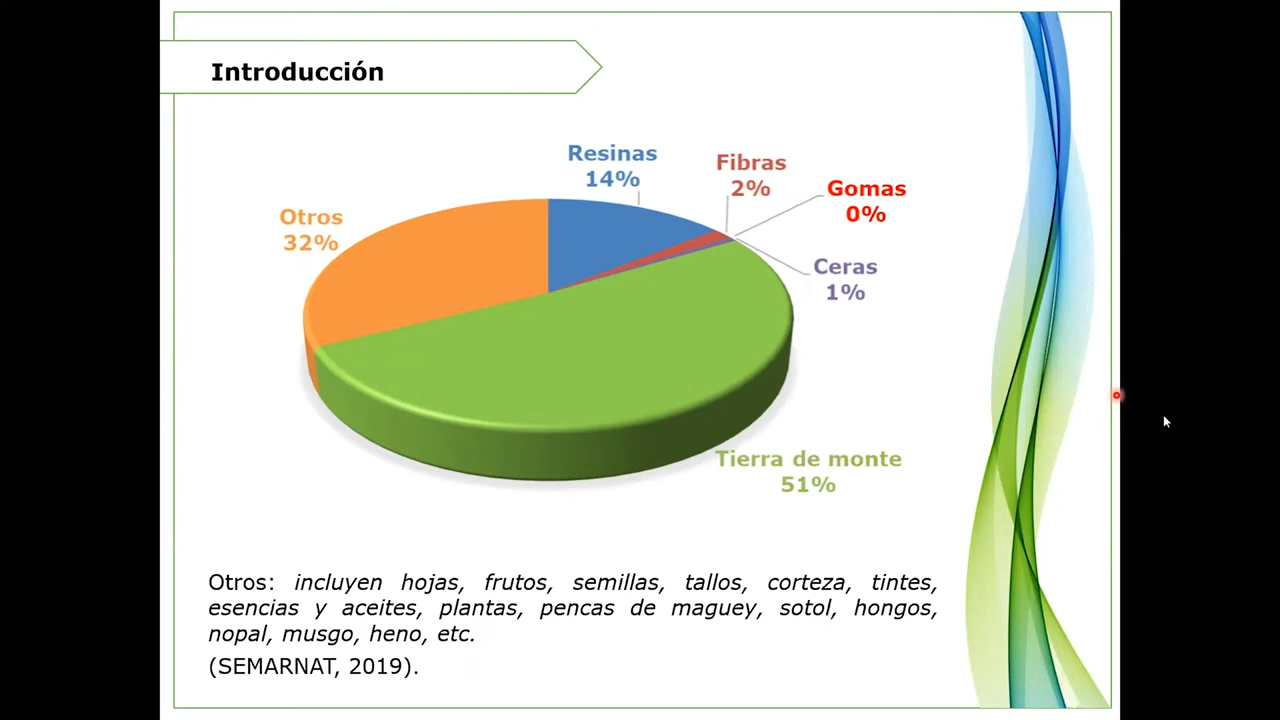 Introducción
Resinas
14%
Fibras
2%
Gomas
0%
Otros
32%
Ceras
1%
Tierra de monte
51%
Otros: incluyen hojas, frutos, semillas, tallos, corteza, tintes,
esencias y aceites, plantas, pencas de maguey, sotol, hongos,
nopal, musgo, heno, etc.
(SEMARNAT, 2019).